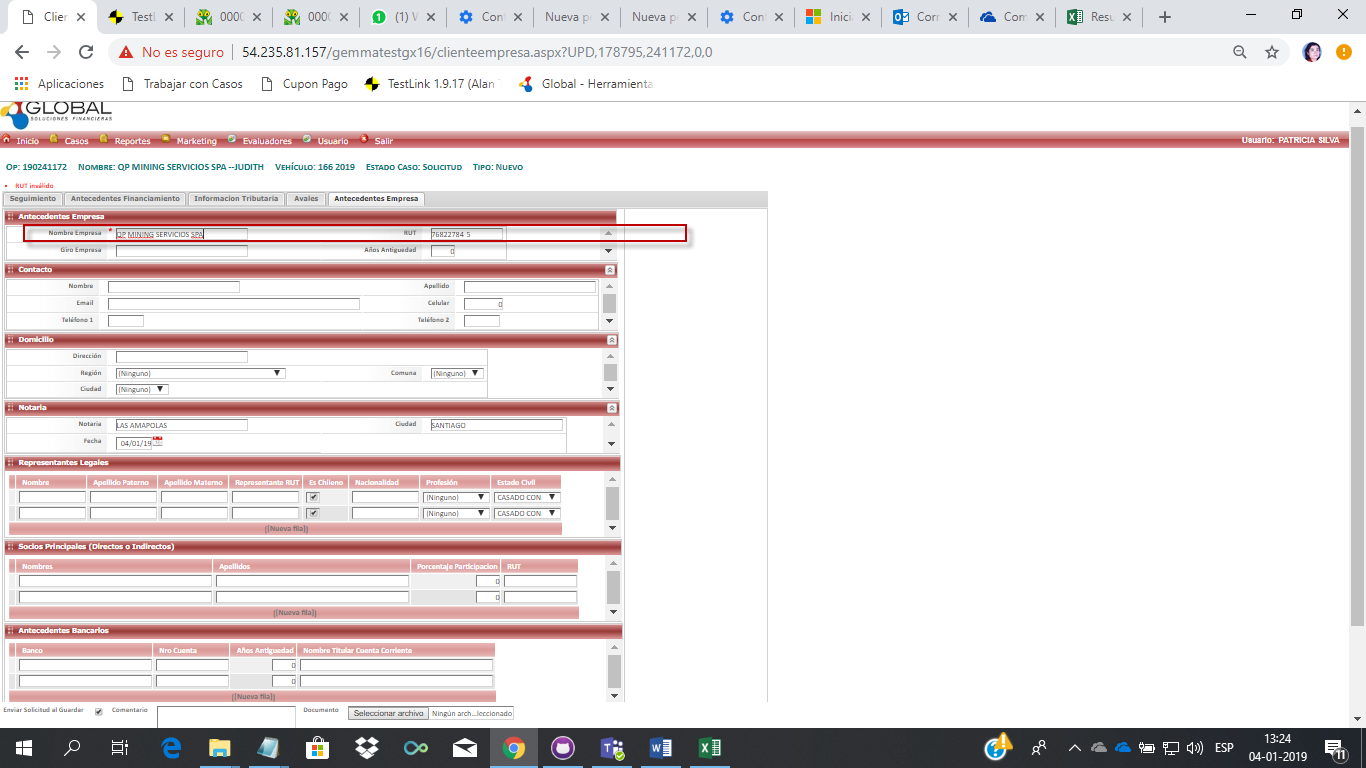 Clier
TestL
0000
0000
(1) W
Cont
Nueva pe
Nueva pe
Cont
Inicia
Corr
Com
Resu
No es seguro | 54.235.81.157/gemmatestgx16/clienteempresa.aspx?UPD,178795,241172,0,0
Aplicaciones Trabajar con Casos Cupon Pago TestLink 1.9.17 (Alan Global - Herramienta
GLOBAL
SOLUCIONES FINANCIERAS
Inicio Casos Reportes Marketing Evaluadores Usuario Salir Usuario: PATRICIA SILVA
Op: 190241172 Nombre: QP MINING SERVICIOS SPA --JUDITH Vehículo: 166 2019 Estado Caso: Solicitud Tipo: Nuevo
RUT inválido
Seguimiento Antecedentes Financiamiento Informacion Tributaria Avales Antecedentes Empresa
Antecedentes Empresa
Nombre Empresa * QP MINING SERVICIOS SPA RUT 76822784 5
Giro Empresa Años Antiguedad 0
Contacto
Nombre Apellido
Email Celular 0
Teléfono 1 Teléfono 2
Domicilio
Dirección
Región (Ninguno) Comuna (Ninguno)
Ciudad (Ninguno)
Notaria
Notaria LAS AMAPOLAS Ciudad SANTIAGO
Fecha 04/01/19
Representantes Legales
Nombre Apellido Paterno Apellido Materno Representante RUT Es Chileno Nacionalidad Profesión Estado Civil
(Ninguno) CASADO CON
(Ninguno) CASADO CON
[[Nueva fila]]
Socios Principales (Directos o Indirectos)
Nombres Apellidos Porcentaje Participacion RUT
0
0
[[Nueva fila]]
Antecedentes Bancarios
Banco Nro Cuenta Años Antiguedad Nombre Titular Cuenta Corriente
0
0
[[Nueva fila]]
Enviar Solicitud al Guardar Comentario Documento Seleccionar archivo Ningún arch...leccionado
ESP
13:24
04-01-2019
11